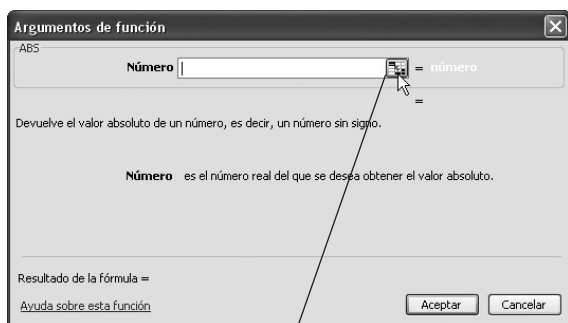 Argumentos de función
ABS
Número = número
=
Devuelve el valor absoluto de un número, es decir, un número sin signo.
Número es el número real del que se desea obtener el valor absoluto.
Resultado de la fórmula =
Ayuda sobre esta función
Aceptar Cancelar